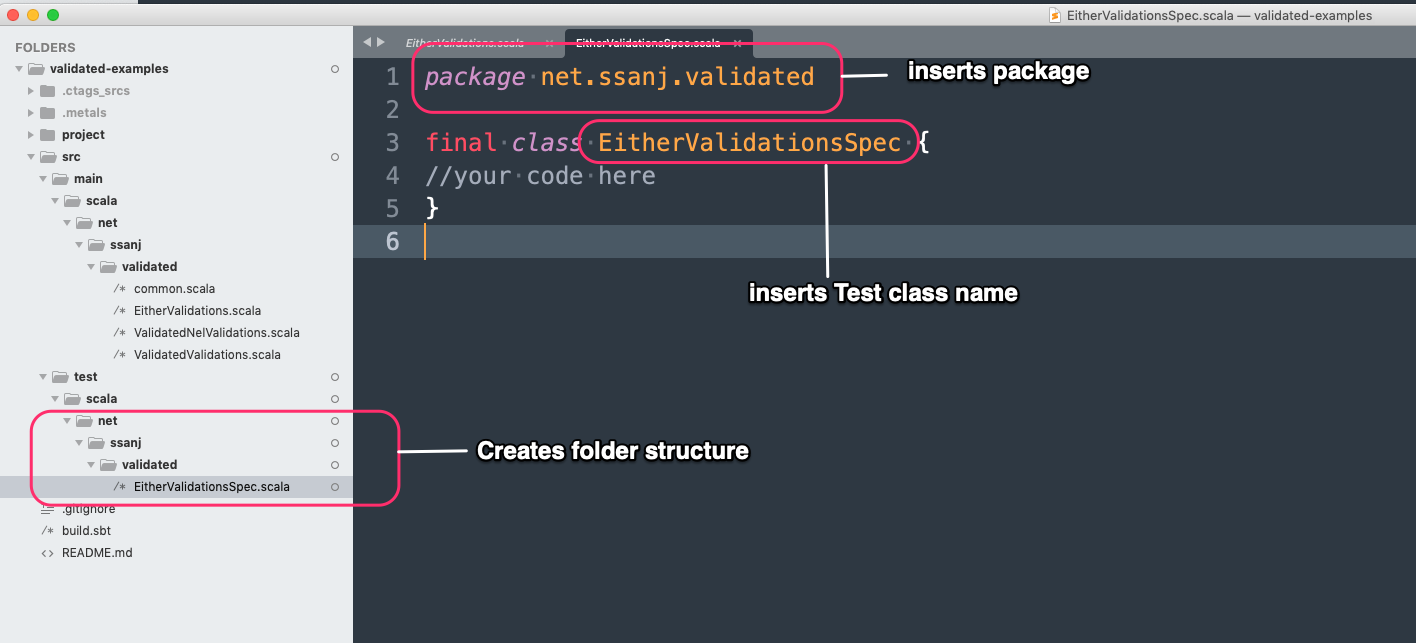 EitherValidationsSpec.scala — validated-examples
FOLDERS
validated-examples
.ctags_srcs
.metals
project
src
main
scala
net
ssanj
validated
/* common.scala
/* EitherValidations.scala
/* ValidatedNelValidations.scala
/* ValidatedValidations.scala
test
scala
net
ssanj
validated
/* EitherValidationsSpec.scala
.gitignore
/* build.sbt
<> README.md
EitherValidations.scala
EitherValidationsSpec.scala
1 package net.ssanj.validated
2
3 final class EitherValidationsSpec {
4 //your code here
5 }
6
inserts package
inserts Test class name
Creates folder structure